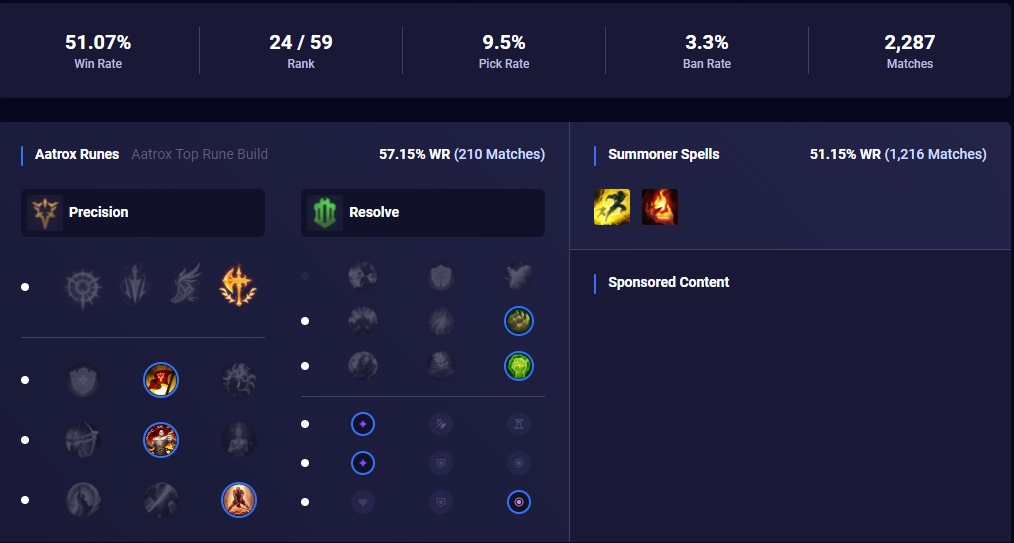 51.07%
Win Rate
24 / 59
Rank
9.5%
Pick Rate
3.3%
Ban Rate
2,287
Matches
Aatrox Runes Aatrox Top Rune Build 57.15% WR (210 Matches)
Precision
Resolve
Summoner Spells 51.15% WR (1,216 Matches)
Sponsored Content